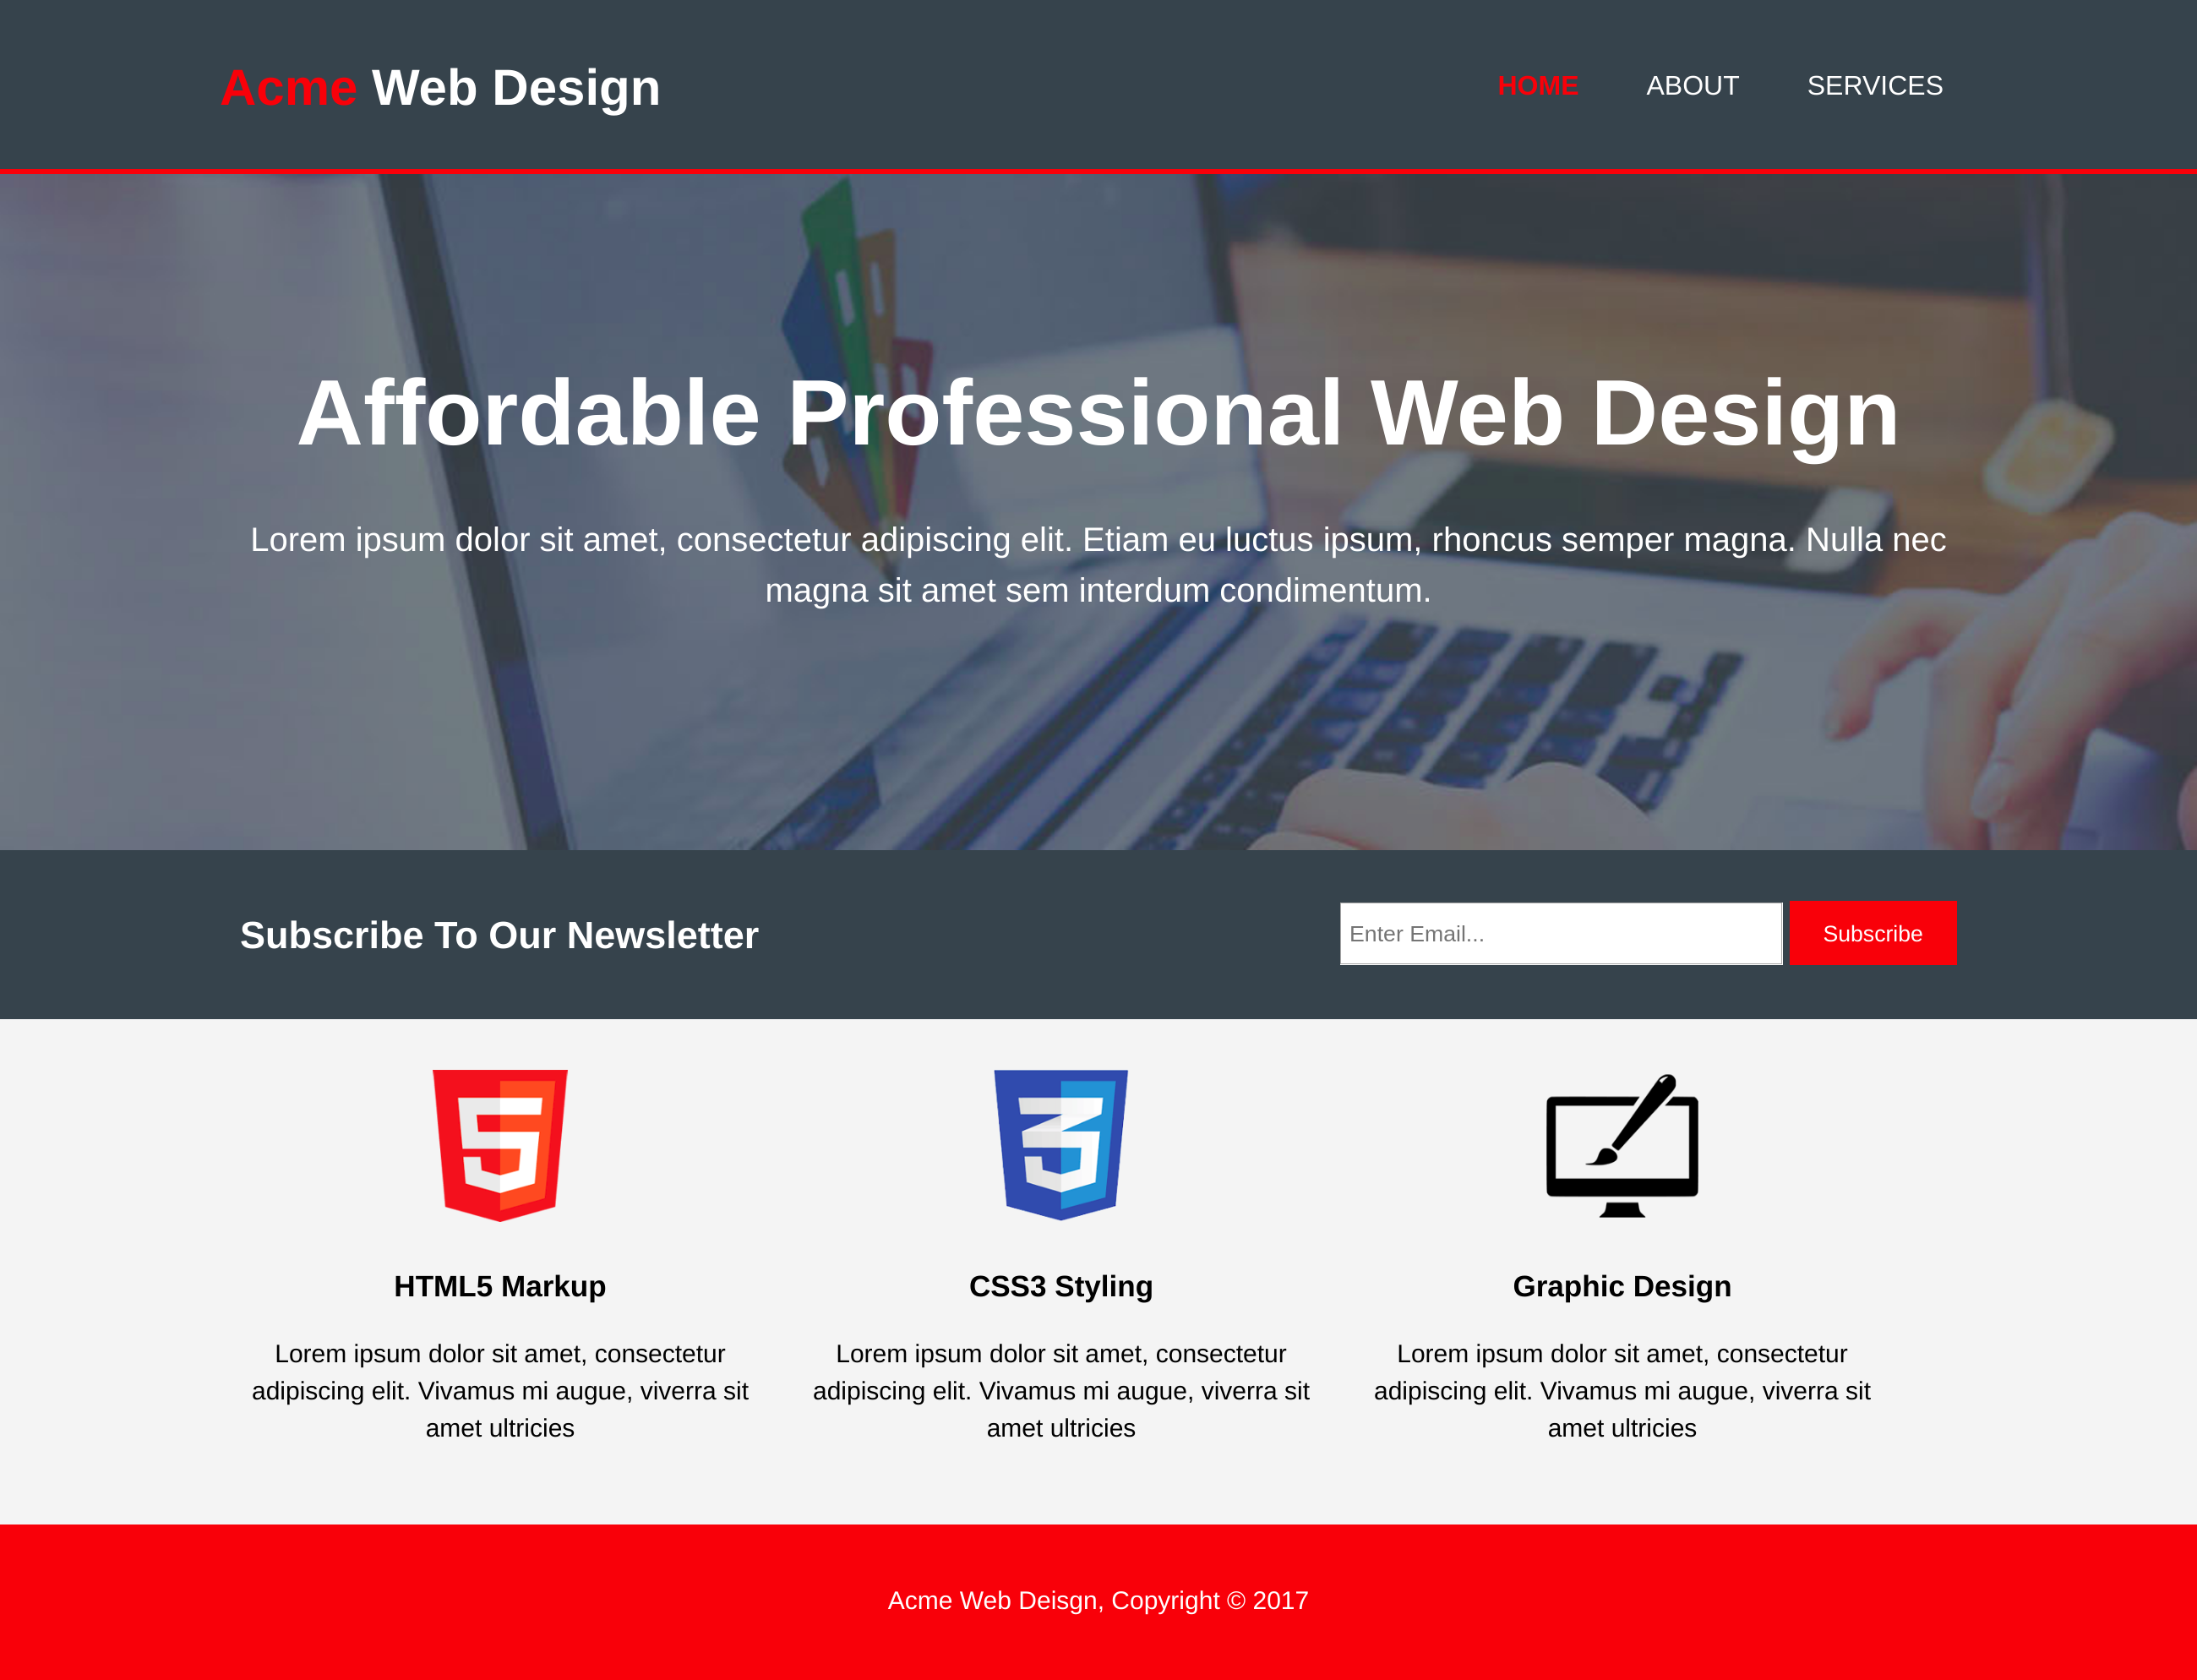 Acme Web Design
HOME ABOUT SERVICES
Affordable Professional Web Design
Lorem ipsum dolor sit amet, consectetur adipiscing elit. Etiam eu luctus ipsum, rhoncus semper magna. Nulla nec
magna sit amet sem interdum condimentum.
Subscribe To Our Newsletter
Enter Email...
Subscribe
HTML5 Markup
Lorem ipsum dolor sit amet, consectetur
adipiscing elit. Vivamus mi augue, viverra sit
amet ultricies
CSS3 Styling
Lorem ipsum dolor sit amet, consectetur
adipiscing elit. Vivamus mi augue, viverra sit
amet ultricies
Graphic Design
Lorem ipsum dolor sit amet, consectetur
adipiscing elit. Vivamus mi augue, viverra sit
amet ultricies
Acme Web Deisgn, Copyright © 2017